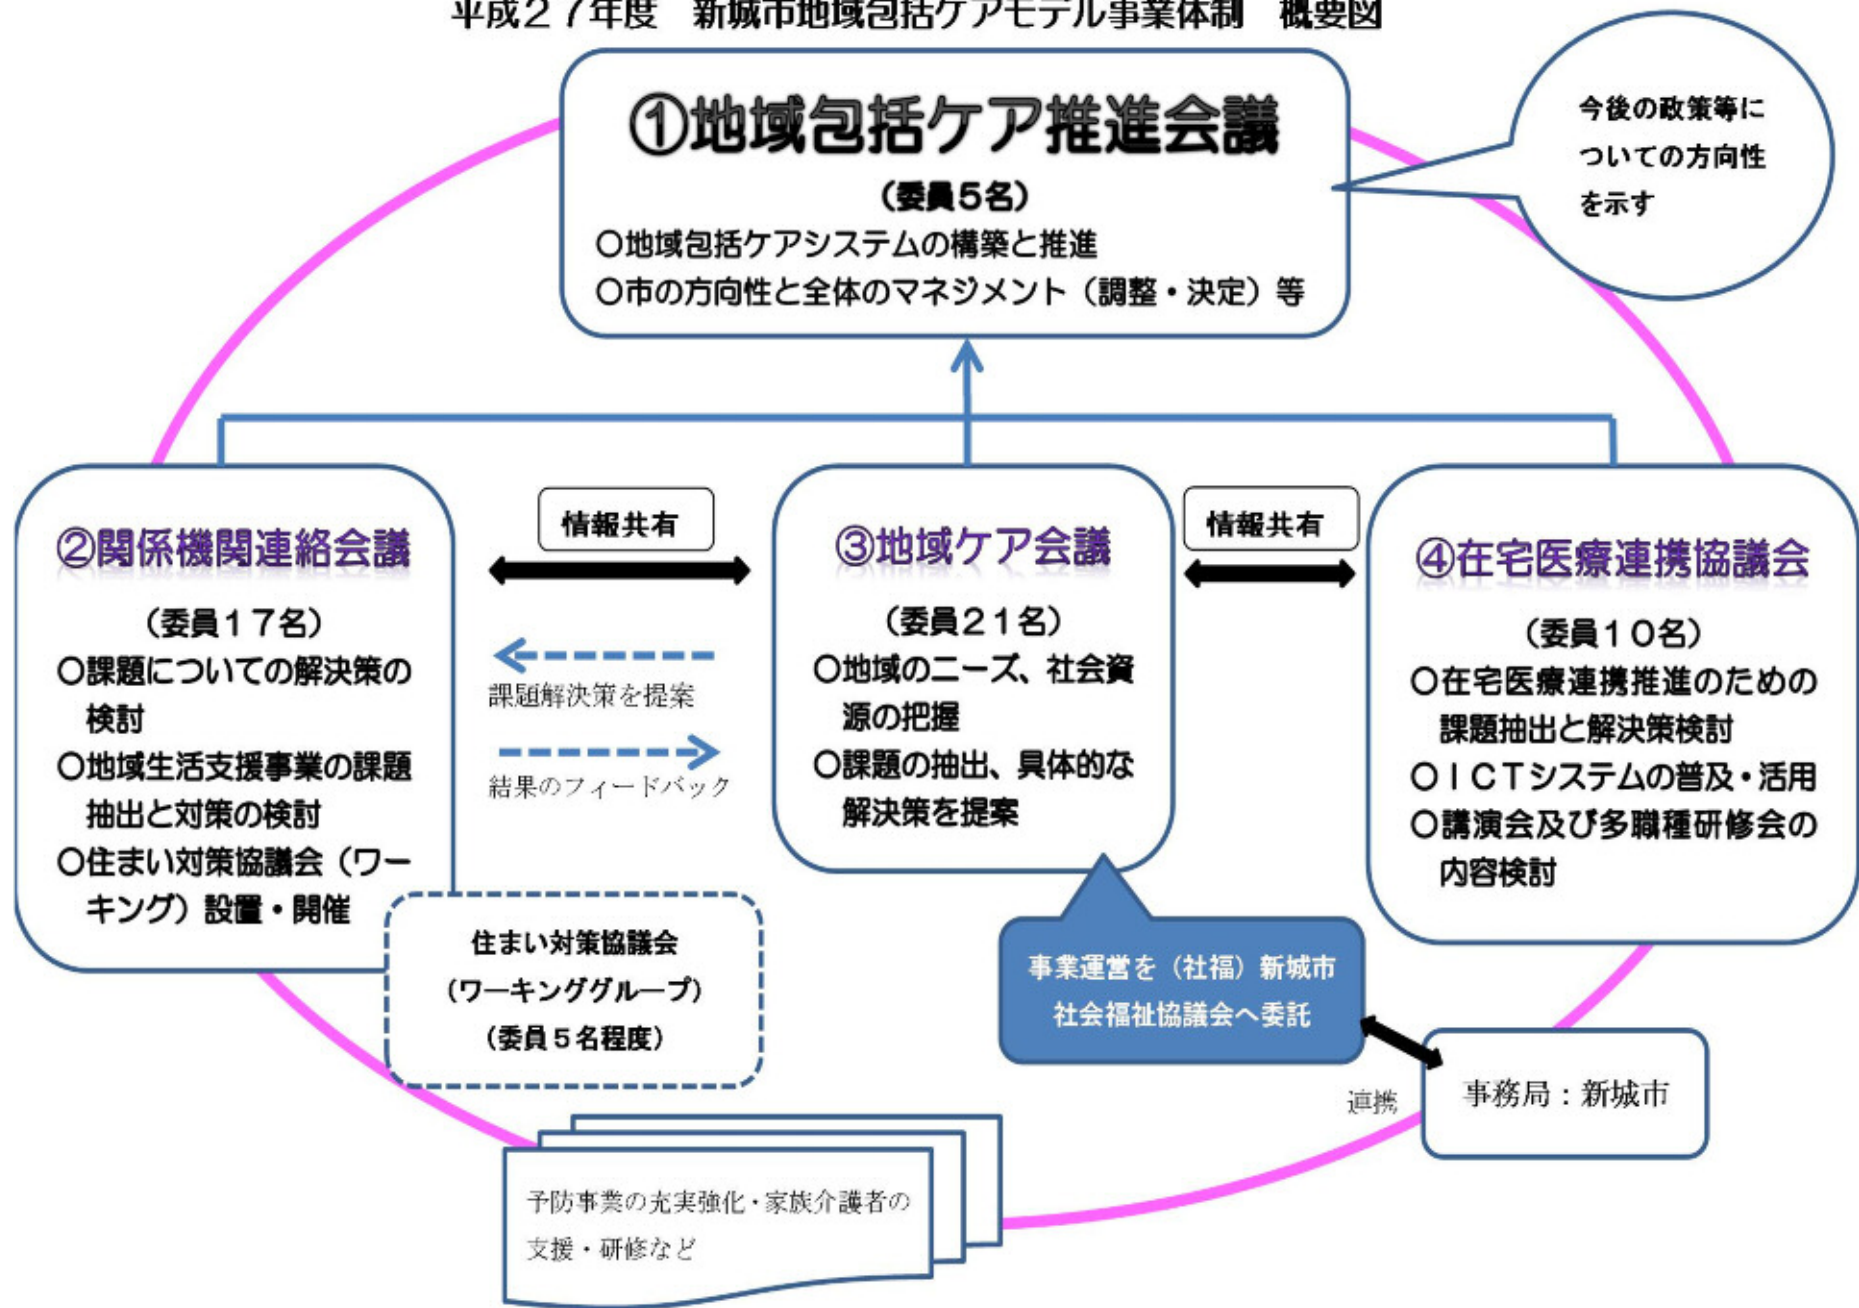 平成２７年度　新城市地域包括ケアモデル事業体制　概要図
①地域包括ケア推進会議
（委員５名）
〇地域包括ケアシステムの構築と推進
〇市の方向性と全体のマネジメント（調整・決定）等
今後の政策等に
ついての方向性
を示す
②関係機関連絡会議
（委員１７名）
〇課題についての解決策の
検討
〇地域生活支援事業の課題
抽出と対策の検討
〇住まい対策協議会（ワー
キング）設置・開催
情報共有
課題解決策を提案
結果のフィードバック
③地域ケア会議
（委員２１名）
〇地域のニーズ、社会資
源の把握
〇課題の抽出、具体的な
解決策を提案
情報共有
④在宅医療連携協議会
（委員１０名）
〇在宅医療連携推進のための
課題抽出と解決策検討
〇ＩＣＴシステムの普及・活用
〇講演会及び多職種研修会の
内容検討
住まい対策協議会
（ワーキンググループ）
（委員５名程度）
事業運営を（社福）新城市
社会福祉協議会へ委託
連携
事務局：新城市
予防事業の充実強化・家族介護者の
支援・研修など